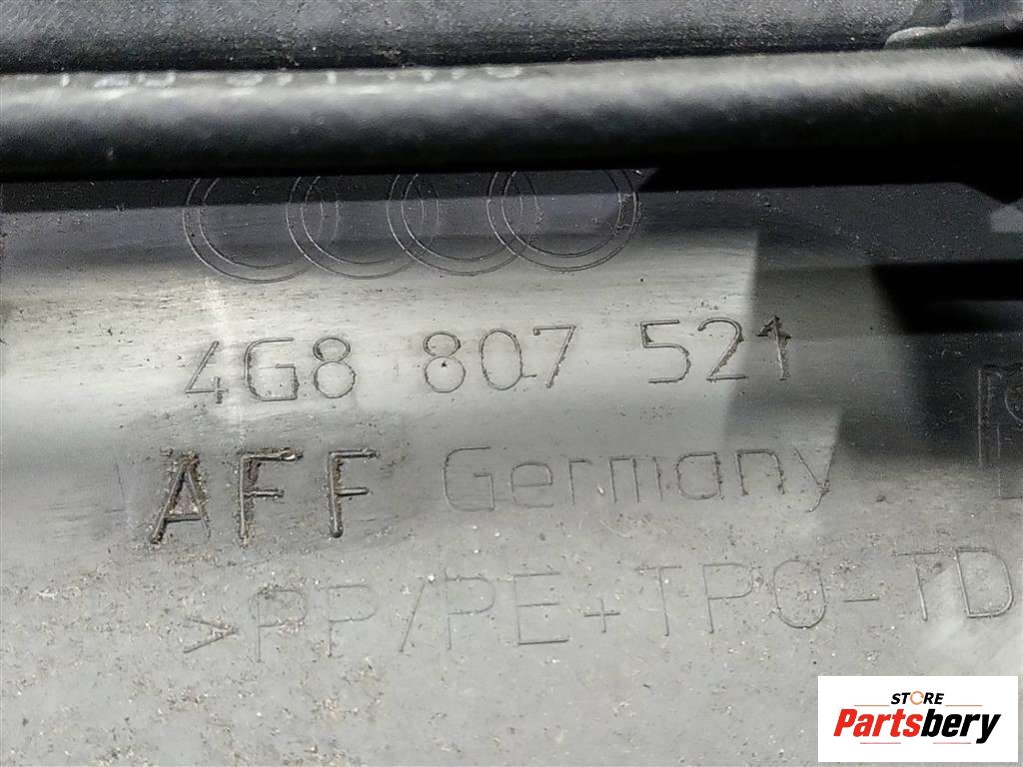 4G8 807 521
AFF Germany
>PP/PE+TPO-TD
STORE
Partsbery